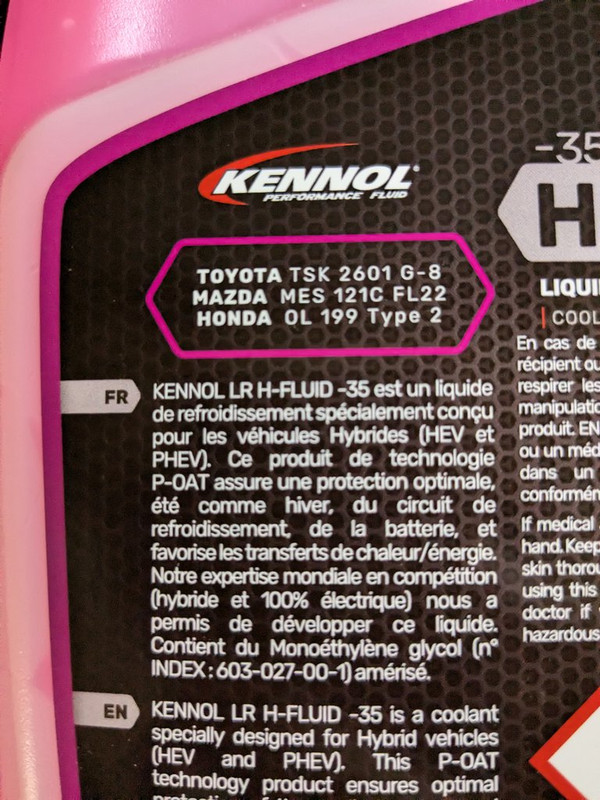 KENNOL
PERFORMANCE FLUID
TOYOTA TSK 2601 G-8
MAZDA MES 121C FL22
HONDA OL 199 Type 2
FR
KENNOL LR H-FLUID -35 est un liquide
de refroidissement spécialement conçu
pour les véhicules Hybrides (HEV et
PHEV). Ce produit de technologie
P-OAT assure une protection optimale,
été comme hiver, du circuit de
refroidissement, de la batterie, et
favorise les transferts de chaleur/énergie.
Notre expertise mondiale en compétition
(hybride et 100% électrique) nous a
permis de développer ce liquide.
Contient du Monoéthylène glycol (n°
INDEX : 603-027-00-1) amérisé.
EN
KENNOL LR H-FLUID -35 is a coolant
specially designed for Hybrid vehicles
(HEV and PHEV). This P-OAT
technology product ensures optimal
-35
H
COOL
En cas de
récipient ou
respirer les
produit. EN
ou un
dans un
If medical
hand. Keep
skin
using this
doctor if
hazardous